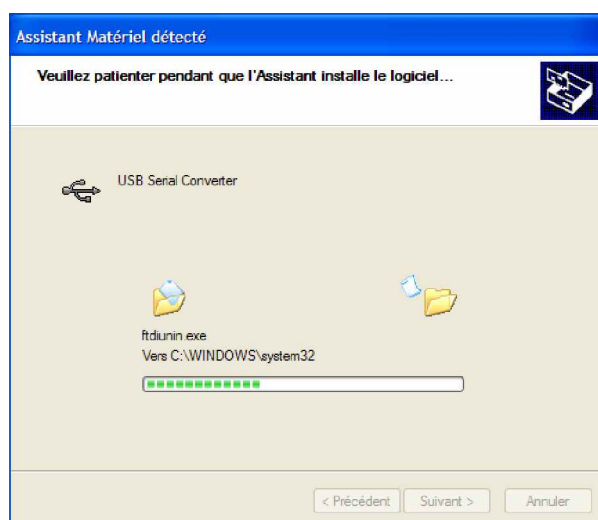 Assistant Matériel détecté
Veuillez patienter pendant que l'Assistant installe le logiciel...
USB Serial Converter
ftdiunin.exe
Vers C:\WINDOWS\system32
< Précédent
Suivant >
Annuler